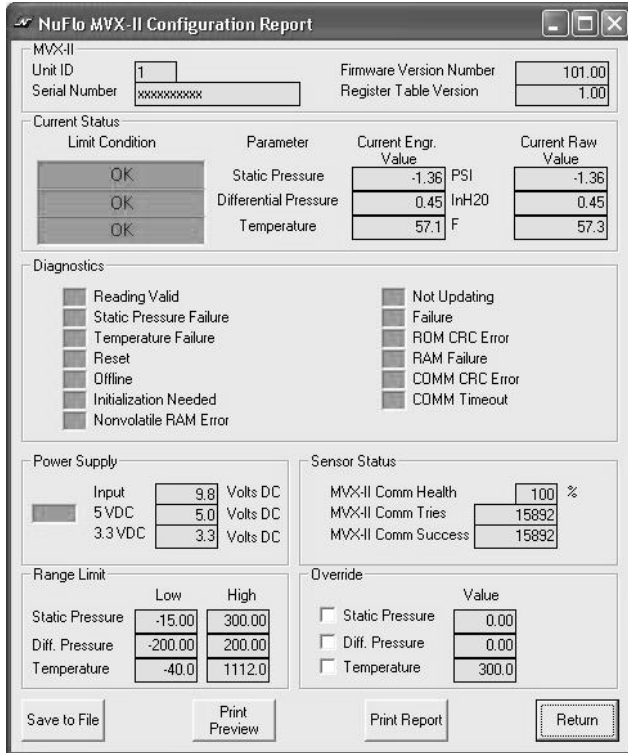 NuFlo MVX-II Configuration Report
MVX-II
Unit ID 1 Firmware Version Number 101.00
Serial Number xxxxxxxxxx Register Table Version 1.00
Current Status
Limit Condition Parameter Current Engr. Value Current Raw Value
OK Static Pressure -1.36 PSI -1.36
OK Differential Pressure 0.45 InH20 0.45
OK Temperature 57.1 F 57.3
Diagnostics
Reading Valid Not Updating
Static Pressure Failure Failure
Temperature Failure ROM CRC Error
Reset RAM Failure
Offline COMM CRC Error
Initialization Needed COMM Timeout
Nonvolatile RAM Error
Power Supply
Input 9.8 Volts DC
5 VDC 5.0 Volts DC
3.3 VDC 3.3 Volts DC
Sensor Status
MVX-II Comm Health 100 %
MVX-II Comm Tries 15892
MVX-II Comm Success 15892
Range Limit
Low High
Static Pressure -15.00 300.00
Diff. Pressure -200.00 200.00
Temperature -40.0 1112.0
Override
Value
Static Pressure 0.00
Diff. Pressure 0.00
Temperature 300.0
Save to File Print Preview Print Report Return